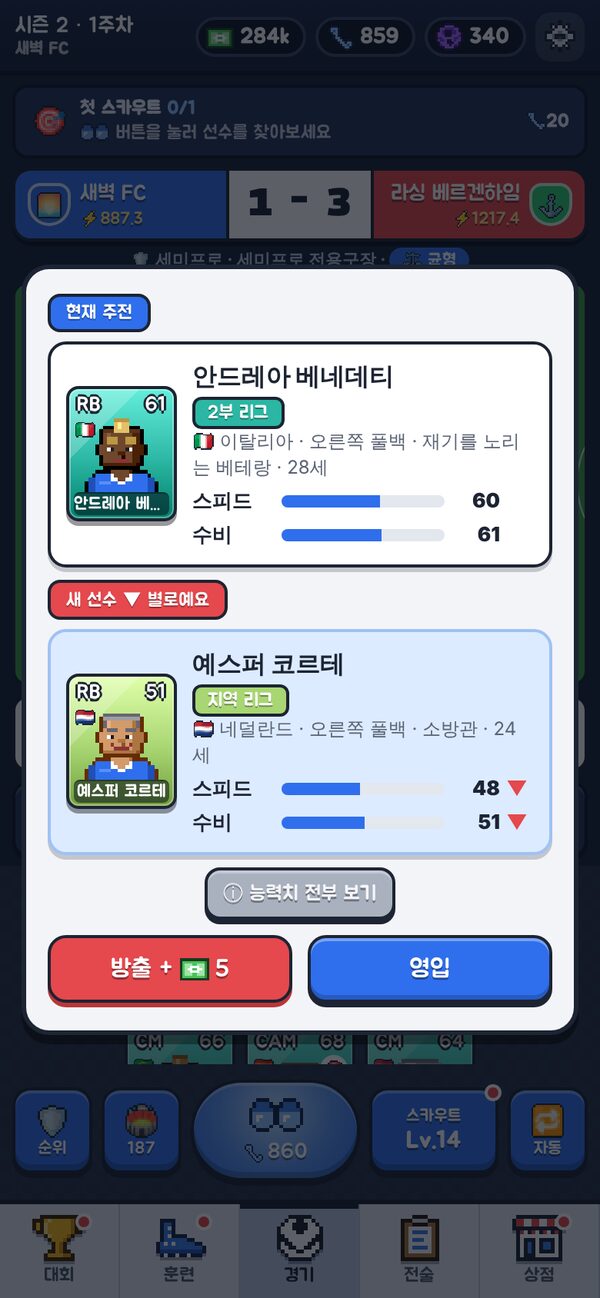 시즌 2 · 1주차
새벽 FC
284k
859
340
첫 스카우트 0/1
버튼을 눌러 선수를 찾아보세요
20
새벽 FC
887.3
1 - 3
라싱 베르겐하임
1217.4
세미프로 · 세미프로 전용구장 · 균형
현재 주전
RB 61
안드레아 베...
안드레아 베네데티
2부 리그
이탈리아 · 오른쪽 풀백 · 재기를 노리
는 베테랑 · 28세
스피드 60
수비 61
새 선수 ▼ 별로예요
RB 51
예스퍼 코르테
예스퍼 코르테
지역 리그
네덜란드 · 오른쪽 풀백 · 소방관 · 24
세
스피드 48 ▼
수비 51 ▼
ⓘ 능력치 전부 보기
방출 + 5
영입
CM 66
CAM 68
CM 64
순위
187
860
스카우트
Lv.14
자동
대회
훈련
경기
전술
상점